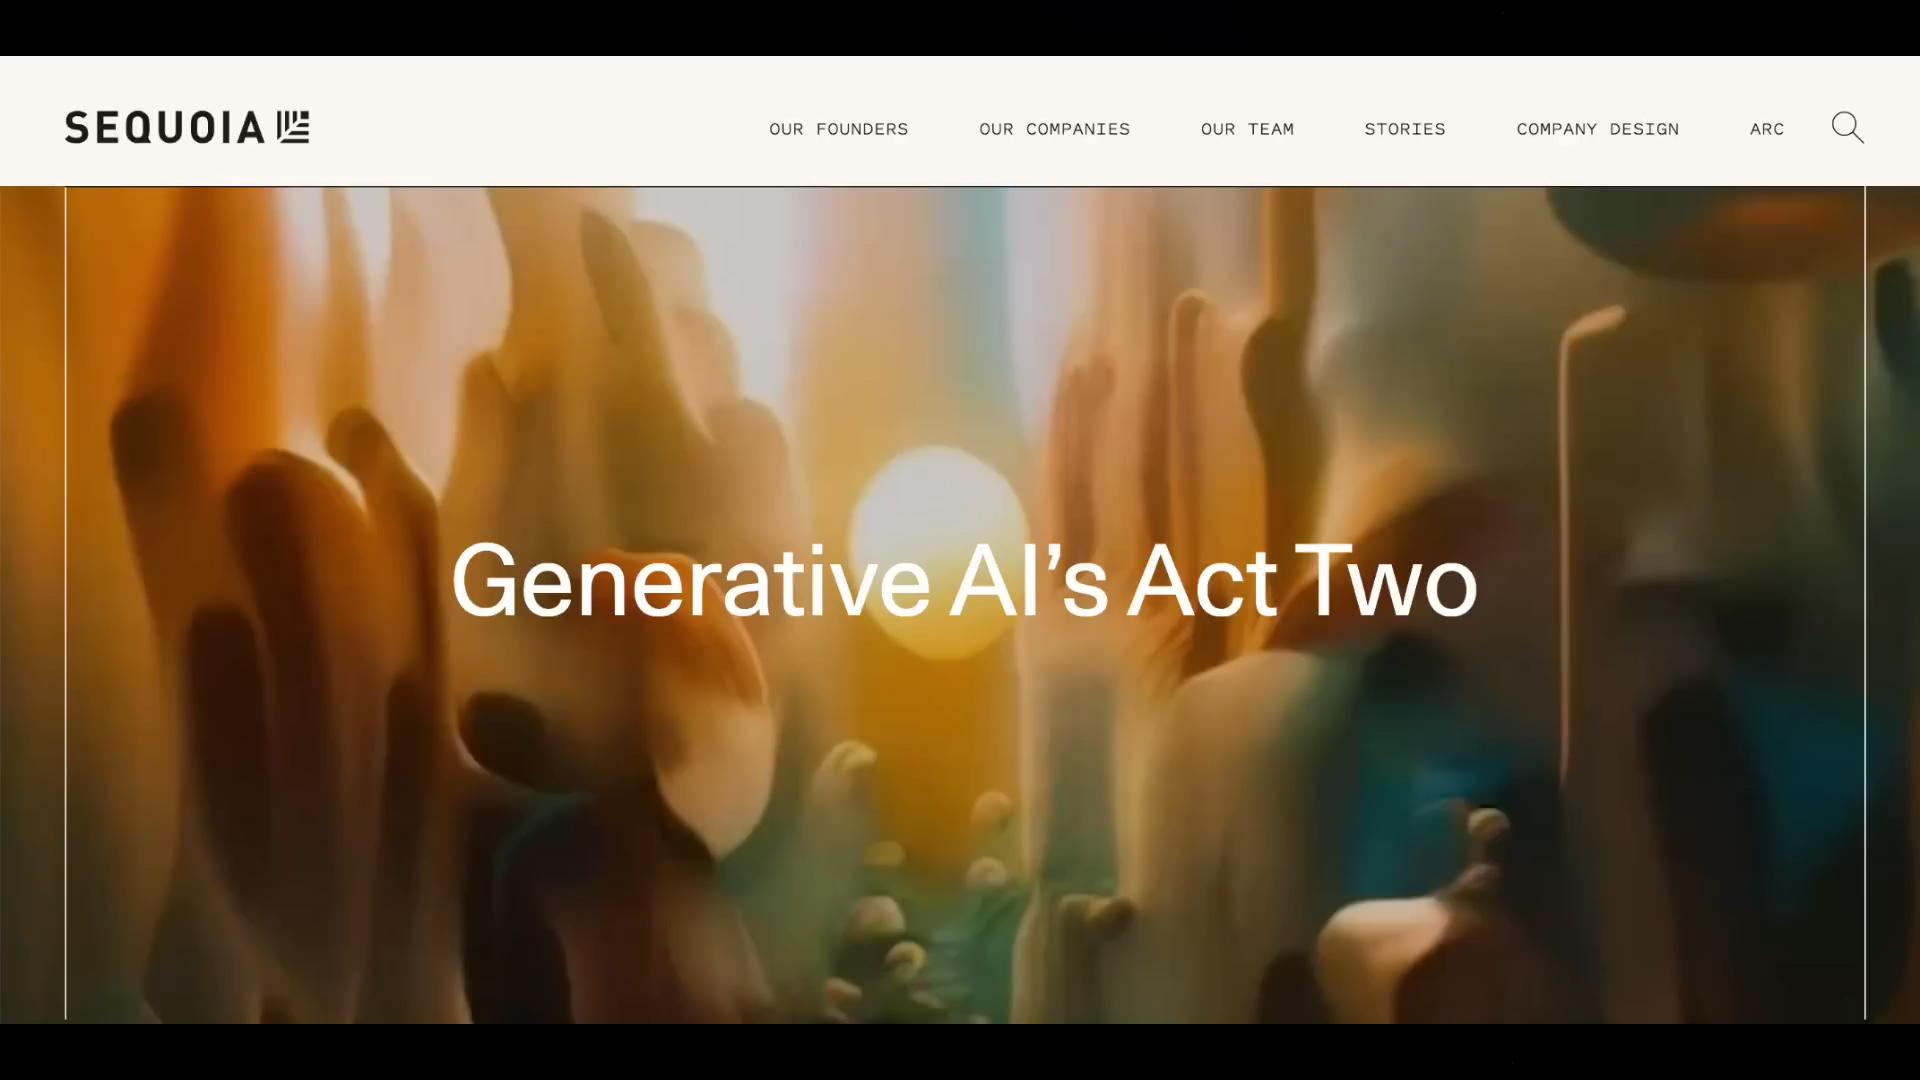 SEQUOIA
OUR FOUNDERS OUR COMPANIES OUR TEAM STORIES COMPANY DESIGN ARC
Generative AI’s Act Two